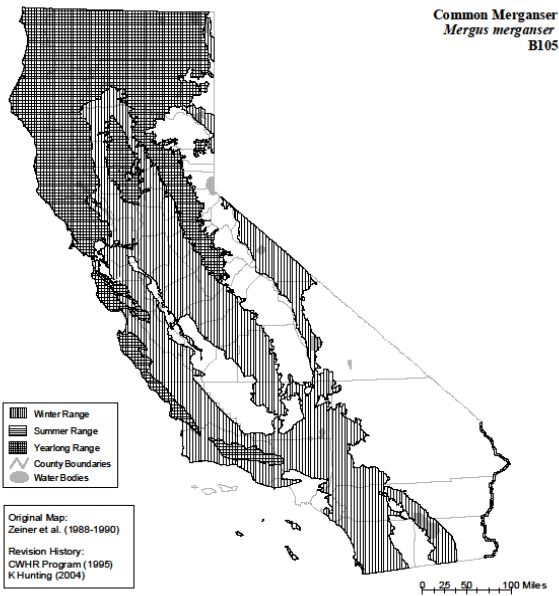 Common Merganser
Mergus merganser
B105
Winter Range
Summer Range
Yearlong Range
County Boundaries
Water Bodies
Original Map:
Zeiner et al. (1988-1990)
Revision History:
CWHR Program (1995)
K Hunting (2004)
0 25 50 100 Miles